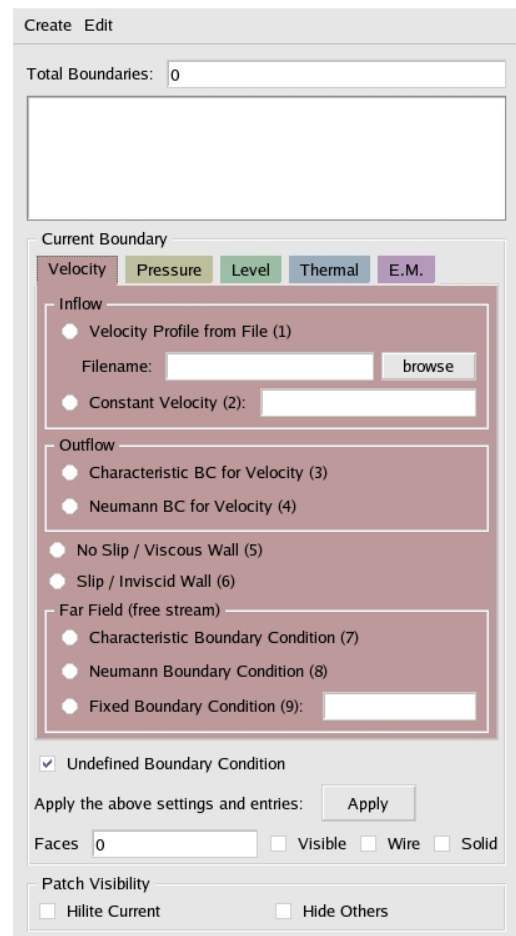 Create Edit
Total Boundaries: 0
Current Boundary
Velocity Pressure Level Thermal E.M.
Inflow
Velocity Profile from File (1)
Filename: browse
Constant Velocity (2):
Outflow
Characteristic BC for Velocity (3)
Neumann BC for Velocity (4)
No Slip / Viscous Wall (5)
Slip / Inviscid Wall (6)
Far Field (free stream)
Characteristic Boundary Condition (7)
Neumann Boundary Condition (8)
Fixed Boundary Condition (9):
Undefined Boundary Condition
Apply the above settings and entries: Apply
Faces 0 Visible Wire Solid
Patch Visibility
Hilite Current Hide Others